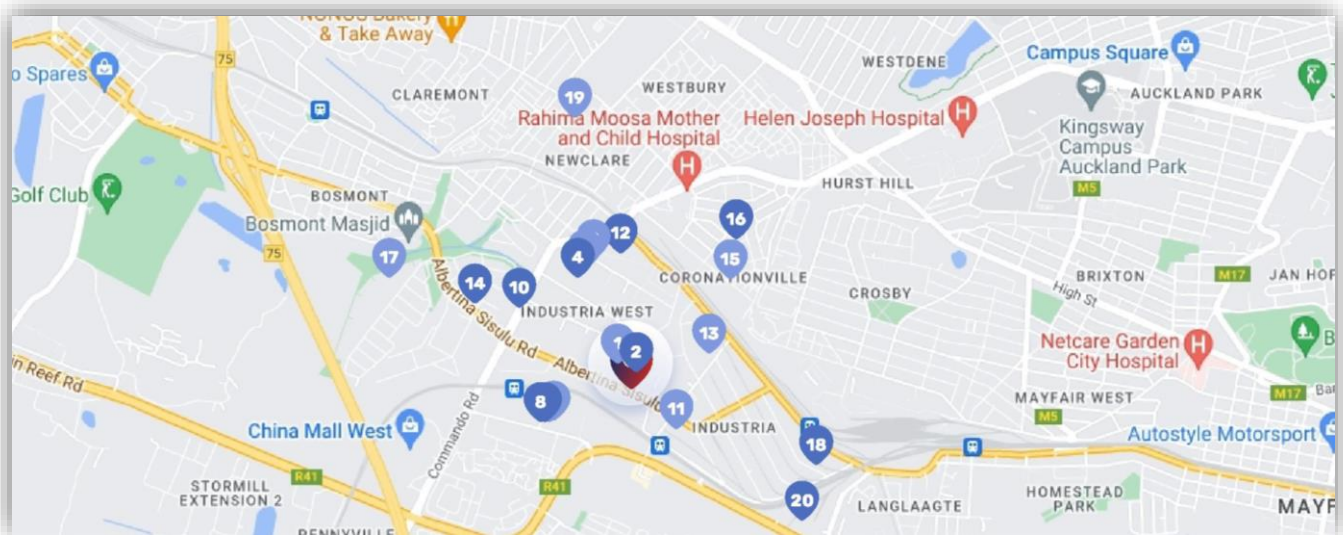 NONOS Bakery
& Take Away
75
o Spares
CLAREMONT
19
WESTBURY
WESTDENE
Campus Square
AUCKLAND PARK
Rahima Moosa Mother
and Child Hospital
H
Helen Joseph Hospital
H
Kingsway
Campus
Auckland Park
M5
NEWCLARE
HURST HILL
Golf Club
BOSMONT
Bosmont Masjid
75
17
12
4
16
15
CORONATIONVILLE
14
10
INDUSTRIA WEST
CROSBY
BRIXTON
M17
JAN HOF
High St
Albertina Sisulu Rd
Albertina Sisulu
13
1
2
Netcare Garden
City Hospital
H
B
n Reef Rd
8
11
INDUSTRIA
MAYFAIR WEST
M5
M17
Ba
China Mall West
Commando Rd
18
Autostyle Motorsport
R41
R41
STORMILL
EXTENSION 2
20
LANGLAAGTE
HOMESTEAD
PARK
MAYF
PENNYVILLE